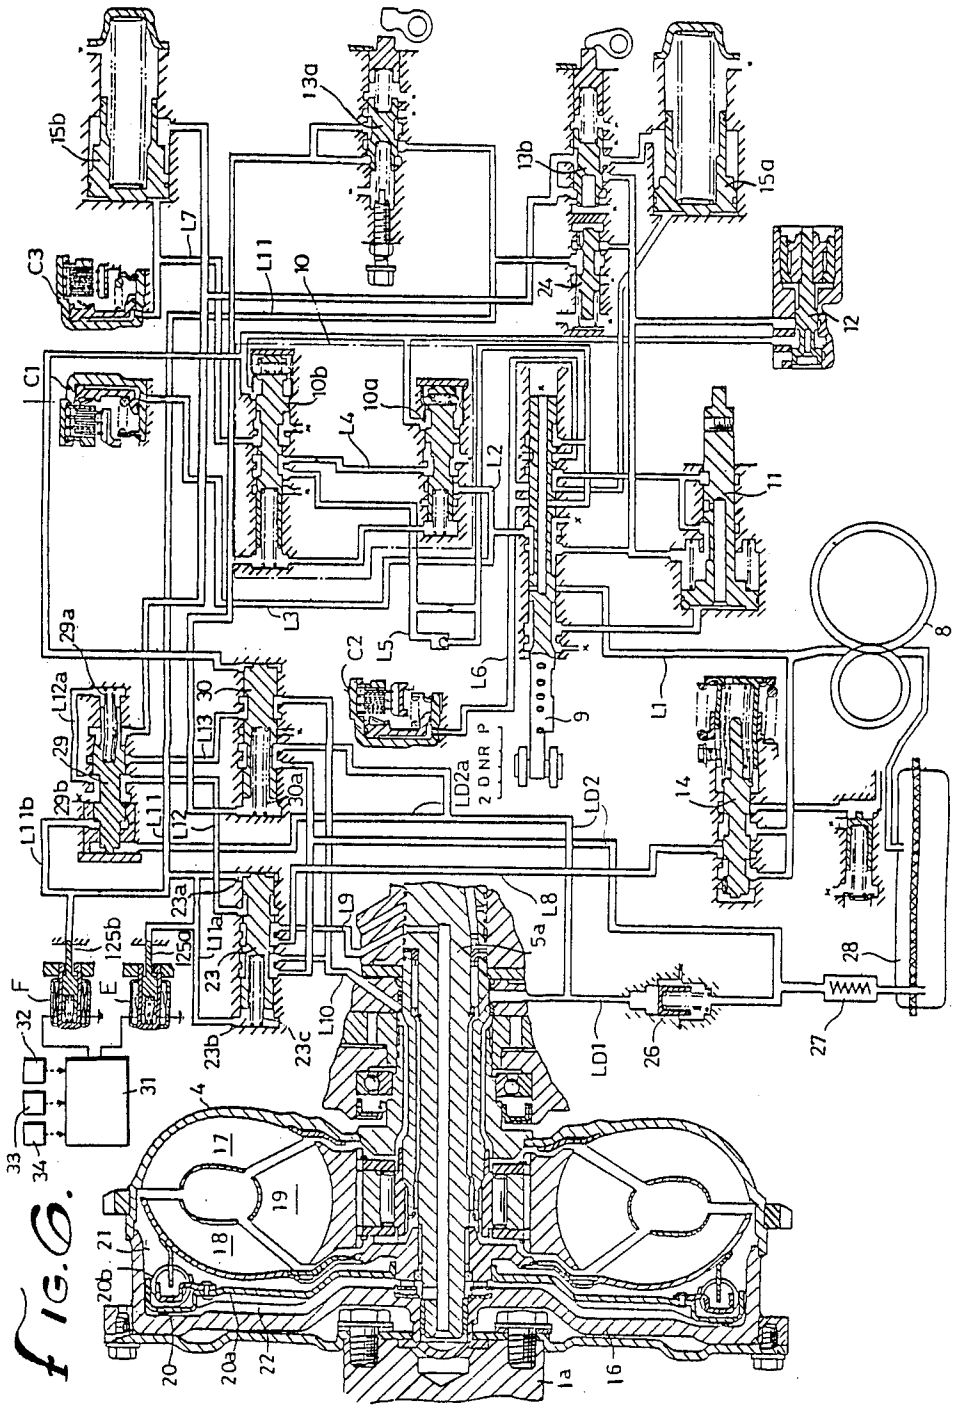 FIG. 6.
33
32
34
31
F
E
125b
125a
L11b
29b
29
L12a
29a
L11
L12
L13
23a
L11a
23
23b
23c
30
30a
L9
L10
C1
C3
15b
L7
L11
10
10b
L4
10a
L2
L3
L5
C2
L6
LD2a
2 D N R P
9
13a
24
13b
15a
12
11
L1
8
14
LD2
L8
5a
LD1
26
27
28
4
17
18
19
21
20b
20
20a
22
16
1a